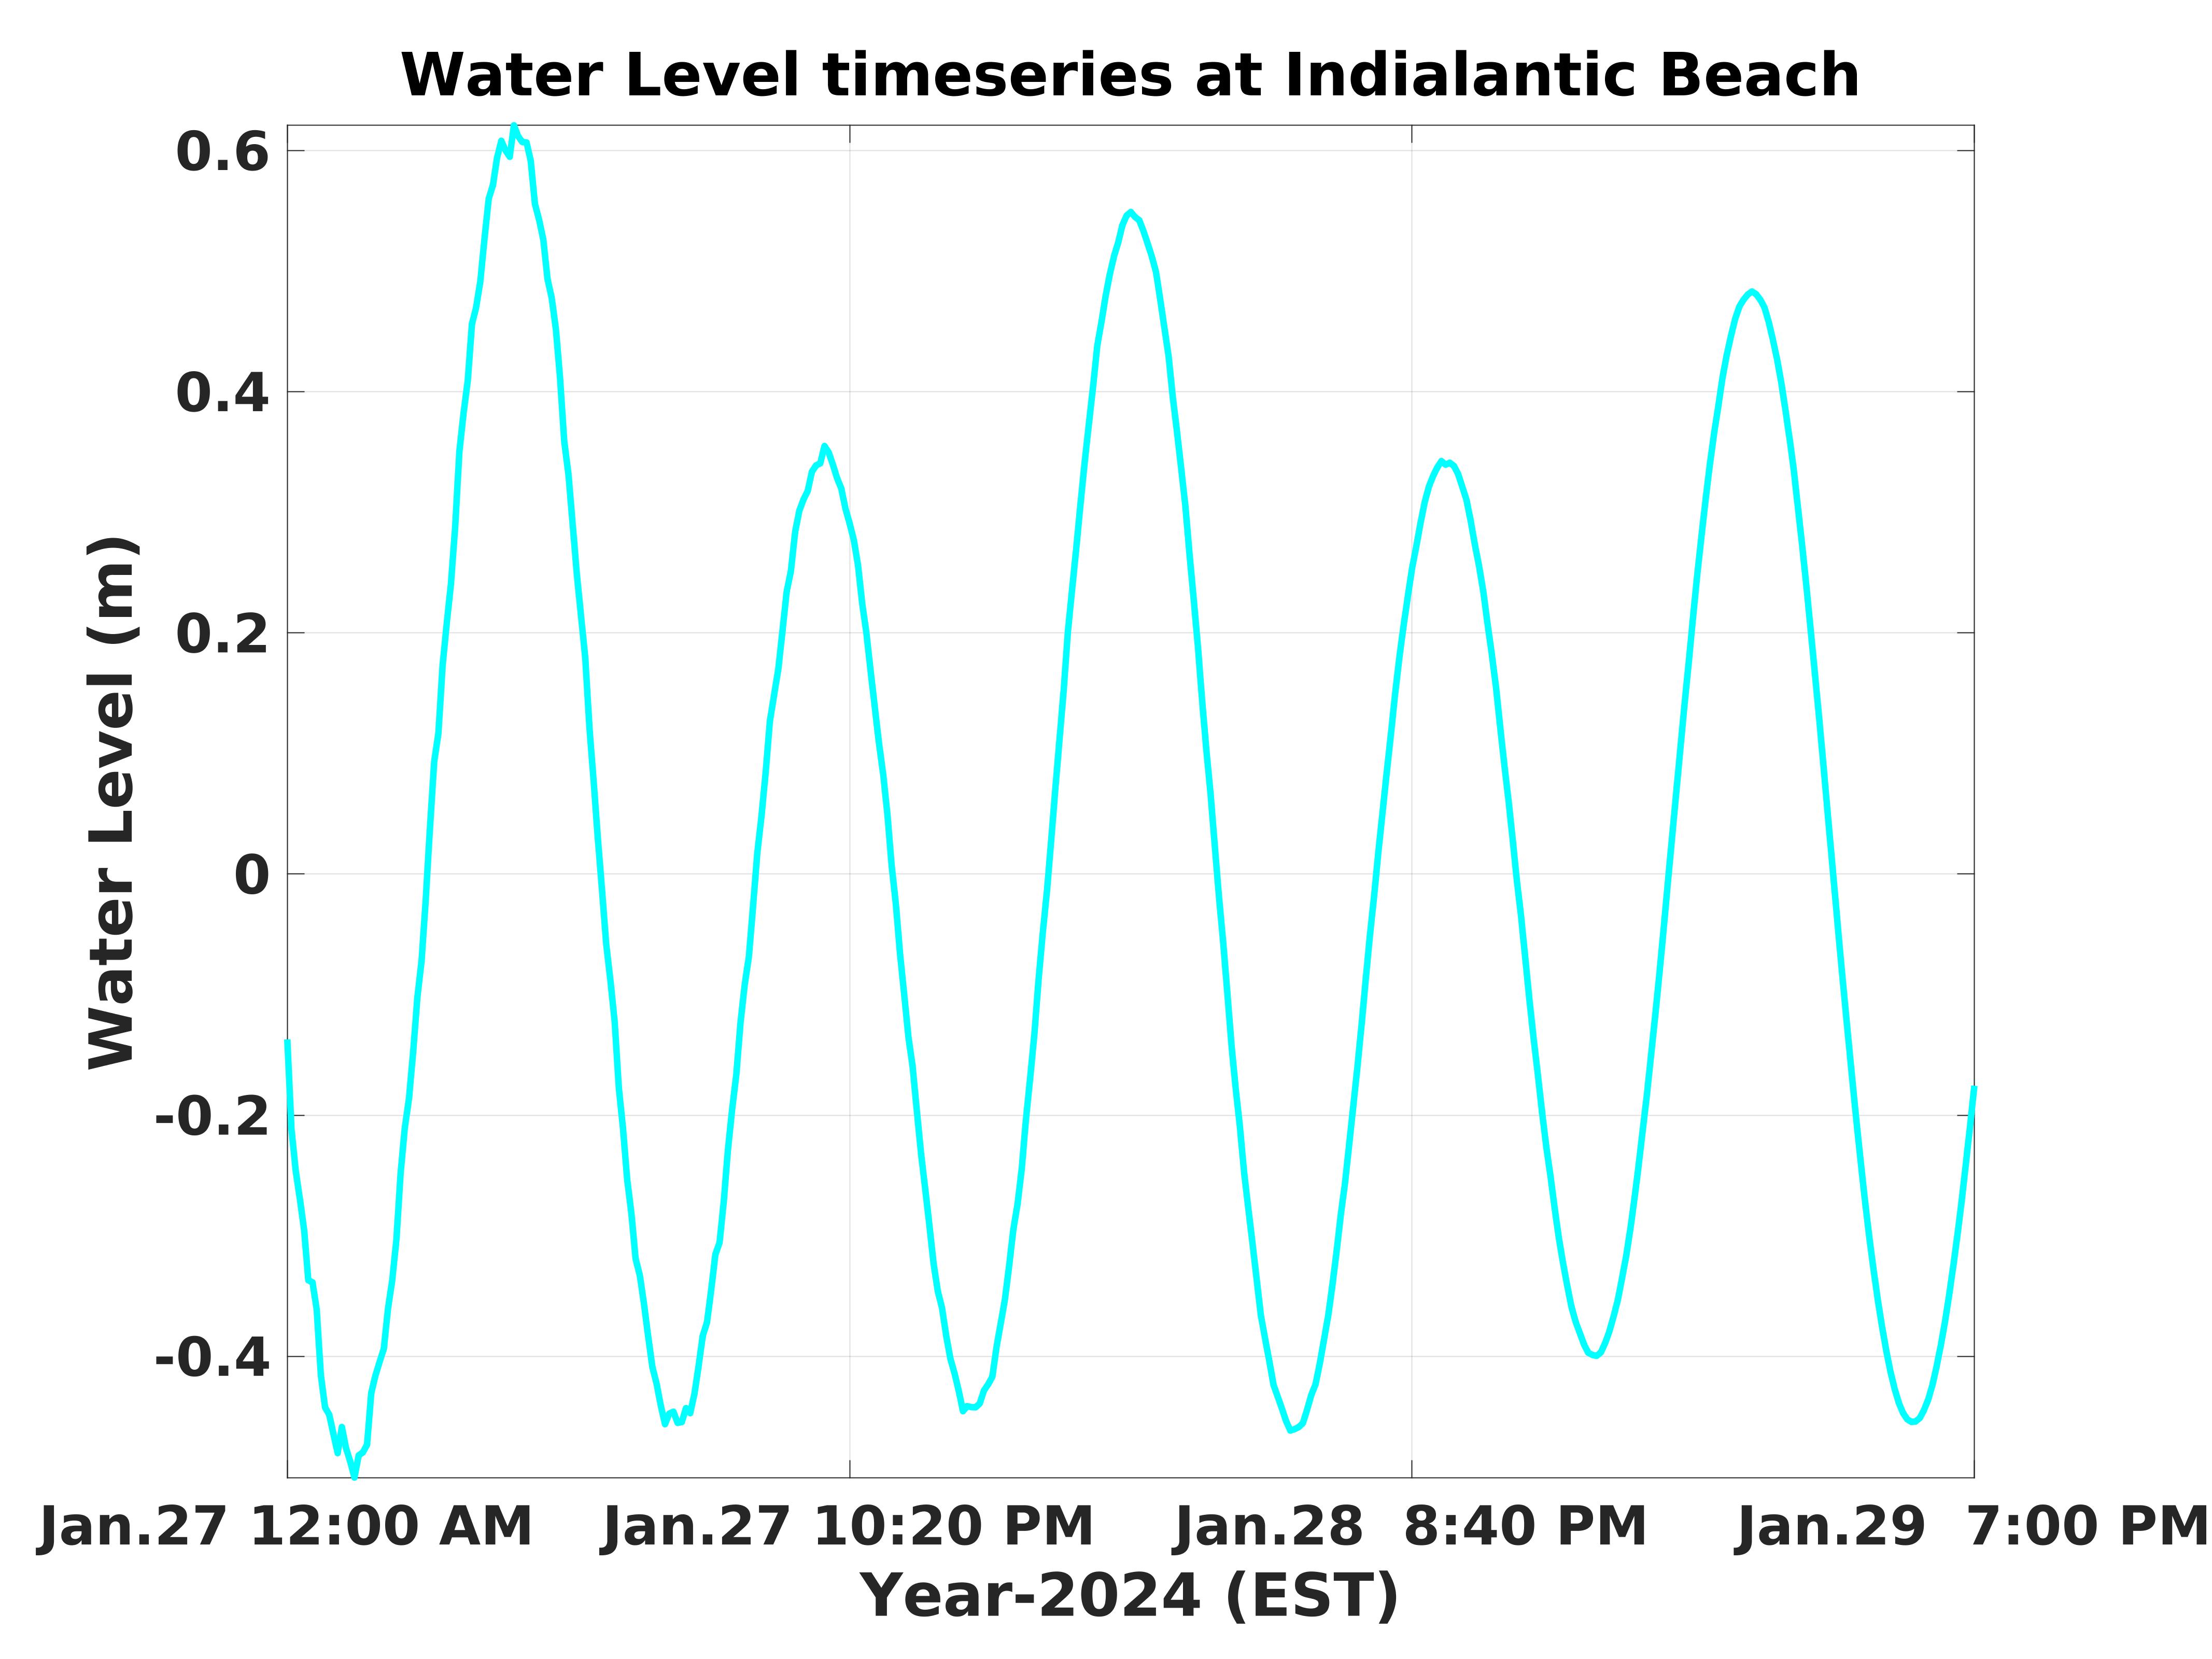 Water Level timeseries at Indialantic Beach
0.6
0.4
0.2
0
-0.2
-0.4
Water Level (m)
Jan.27 12:00 AM Jan.27 10:20 PM Jan.28 8:40 PM Jan.29 7:00 PM
Year-2024 (EST)